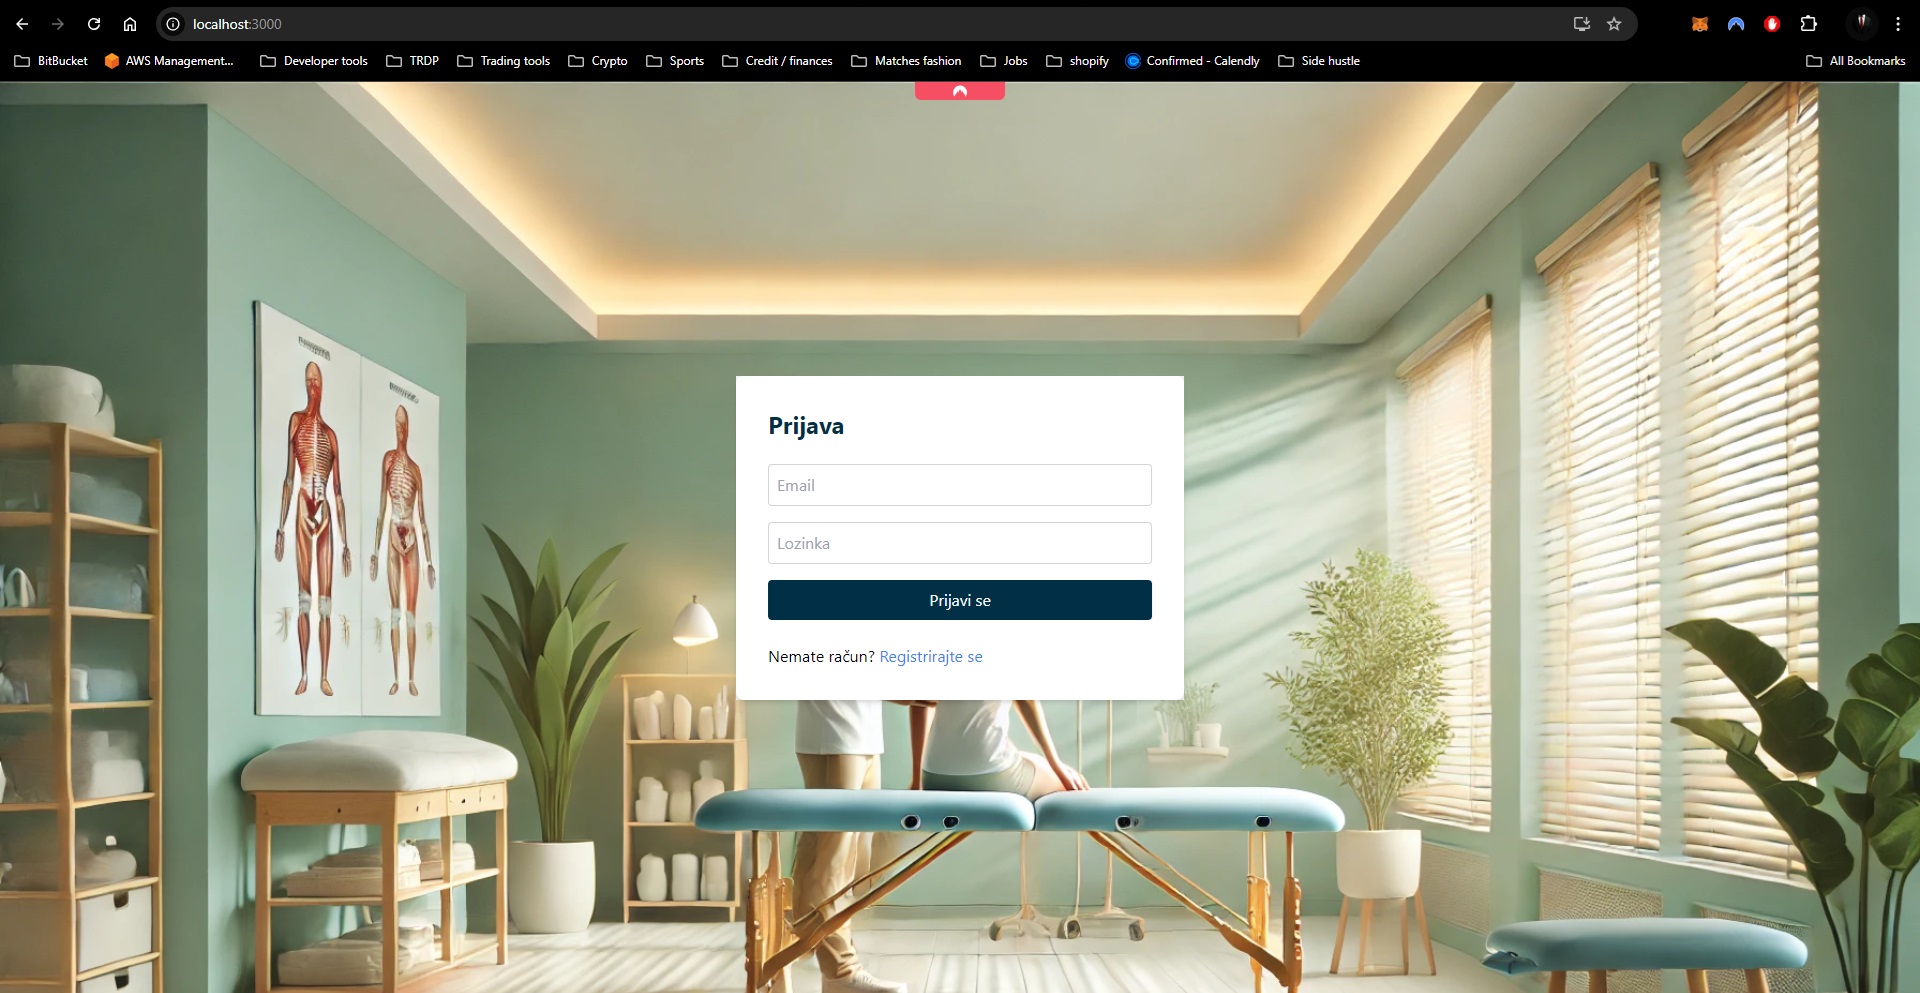 localhost:3000
BitBucket AWS Management... Developer tools TRDP Trading tools Crypto Sports Credit / finances Matches fashion Jobs shopify Confirmed - Calendly Side hustle All Bookmarks
Prijava
Email
Lozinka
Prijavi se
Nemate račun? Registrirajte se